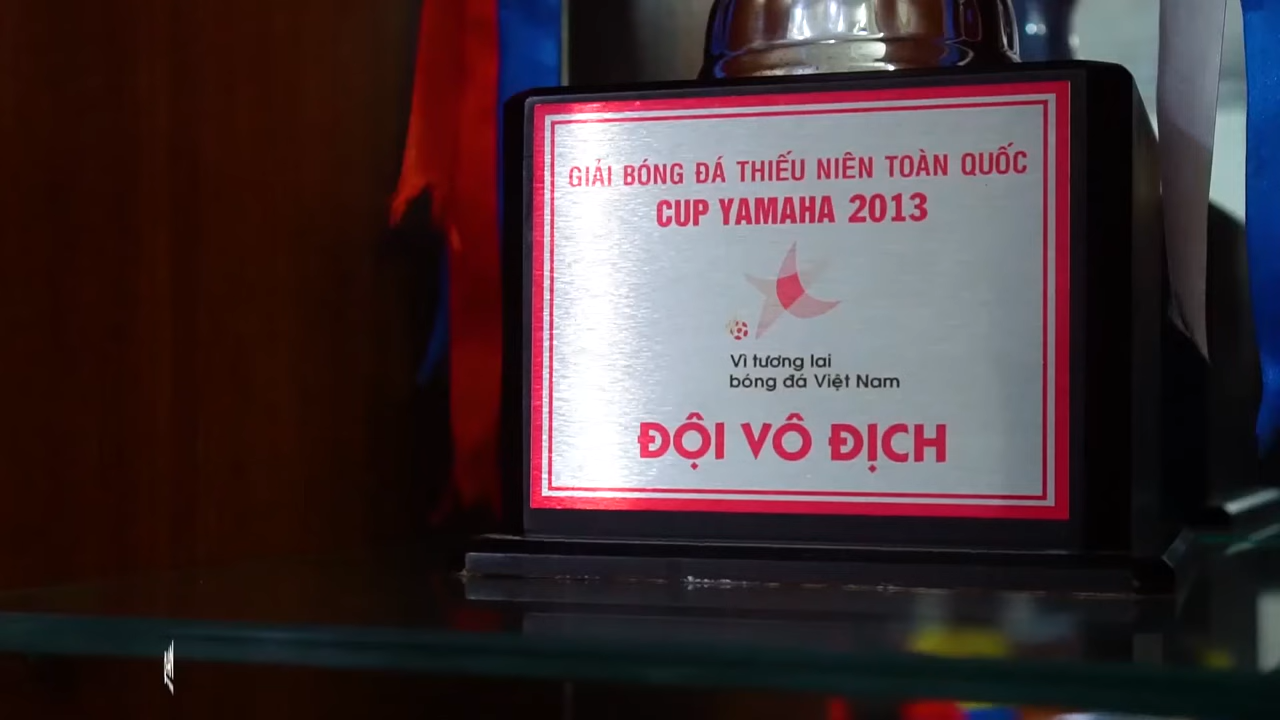 GIẢI BÓNG ĐÁ THIẾU NIÊN TOÀN QUỐC
CUP YAMAHA 2013
Vì tương lai
bóng đá Việt Nam
ĐỘI VÔ ĐỊCH